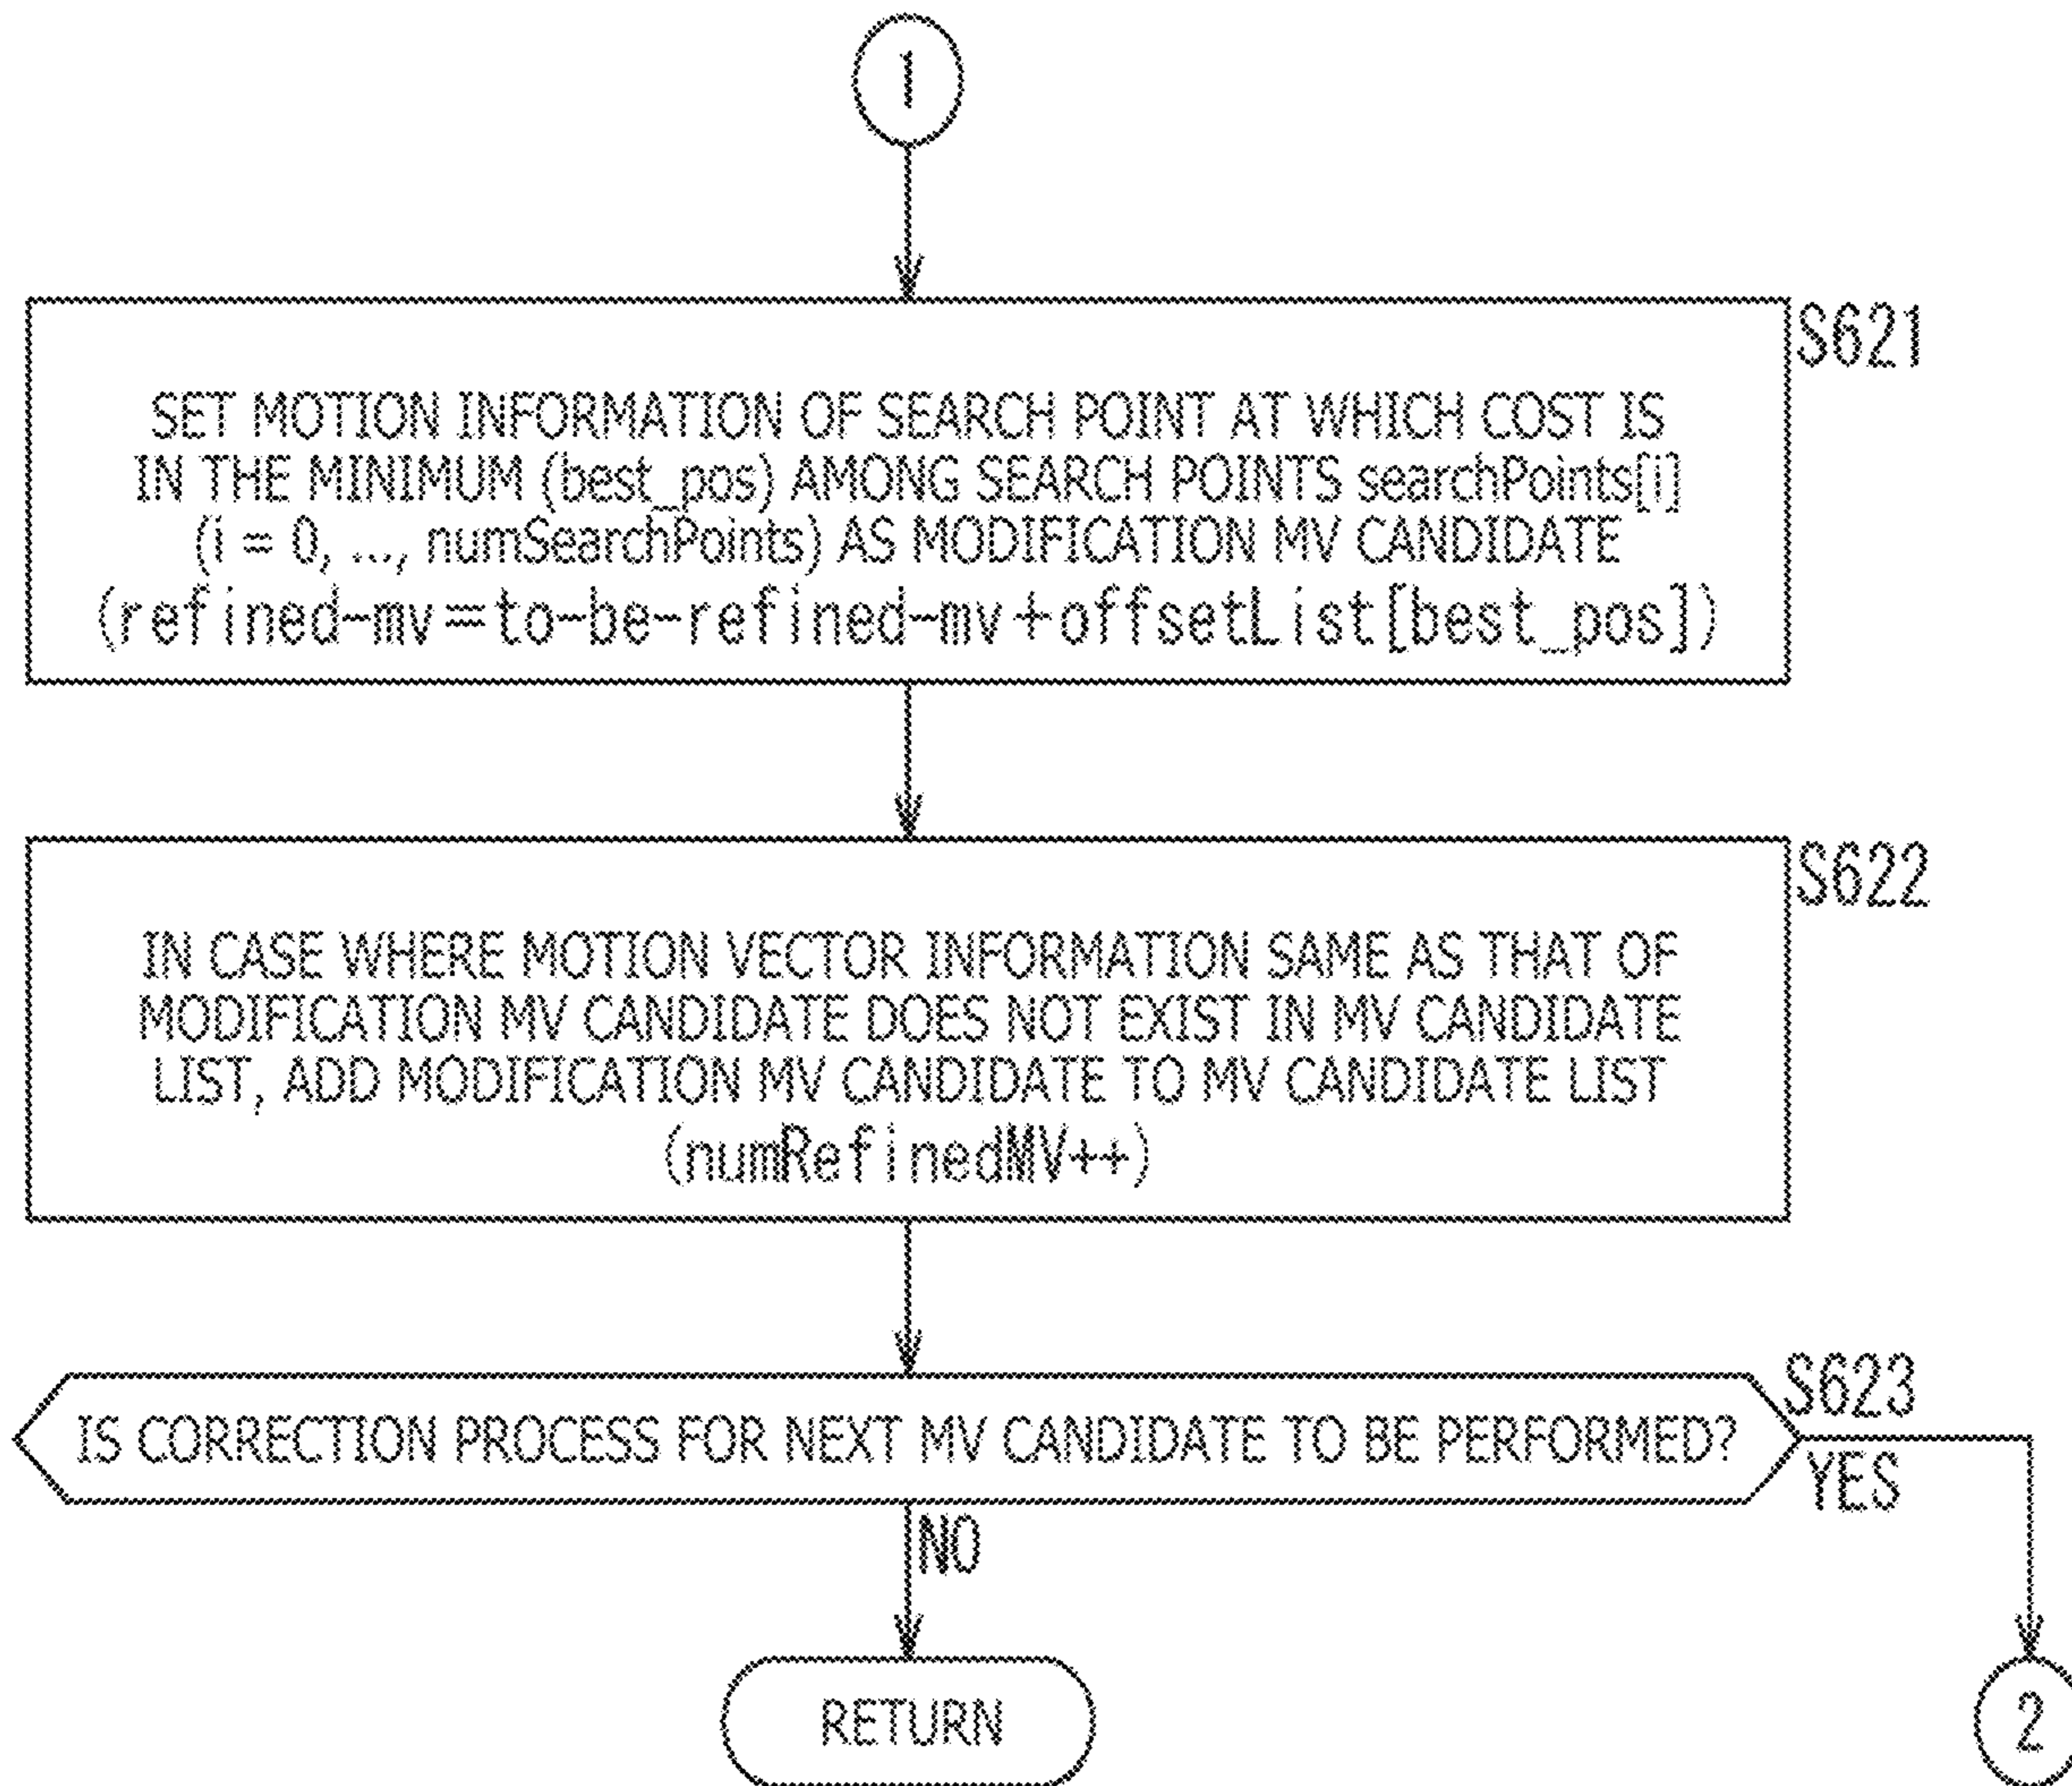 1
S621
SET MOTION INFORMATION OF SEARCH POINT AT WHICH COST IS
IN THE MINIMUM (best_pos) AMONG SEARCH POINTS searchPoints[i]
(i = 0, ..., numSearchPoints) AS MODIFICATION MV CANDIDATE
(refined-mv=to-be-refined-mv+offsetList[best_pos])
S622
IN CASE WHERE MOTION VECTOR INFORMATION SAME AS THAT OF
MODIFICATION MV CANDIDATE DOES NOT EXIST IN MV CANDIDATE
LIST, ADD MODIFICATION MV CANDIDATE TO MV CANDIDATE LIST
(numRefinedMV++)
S623
IS CORRECTION PROCESS FOR NEXT MV CANDIDATE TO BE PERFORMED?
YES
NO
RETURN
2